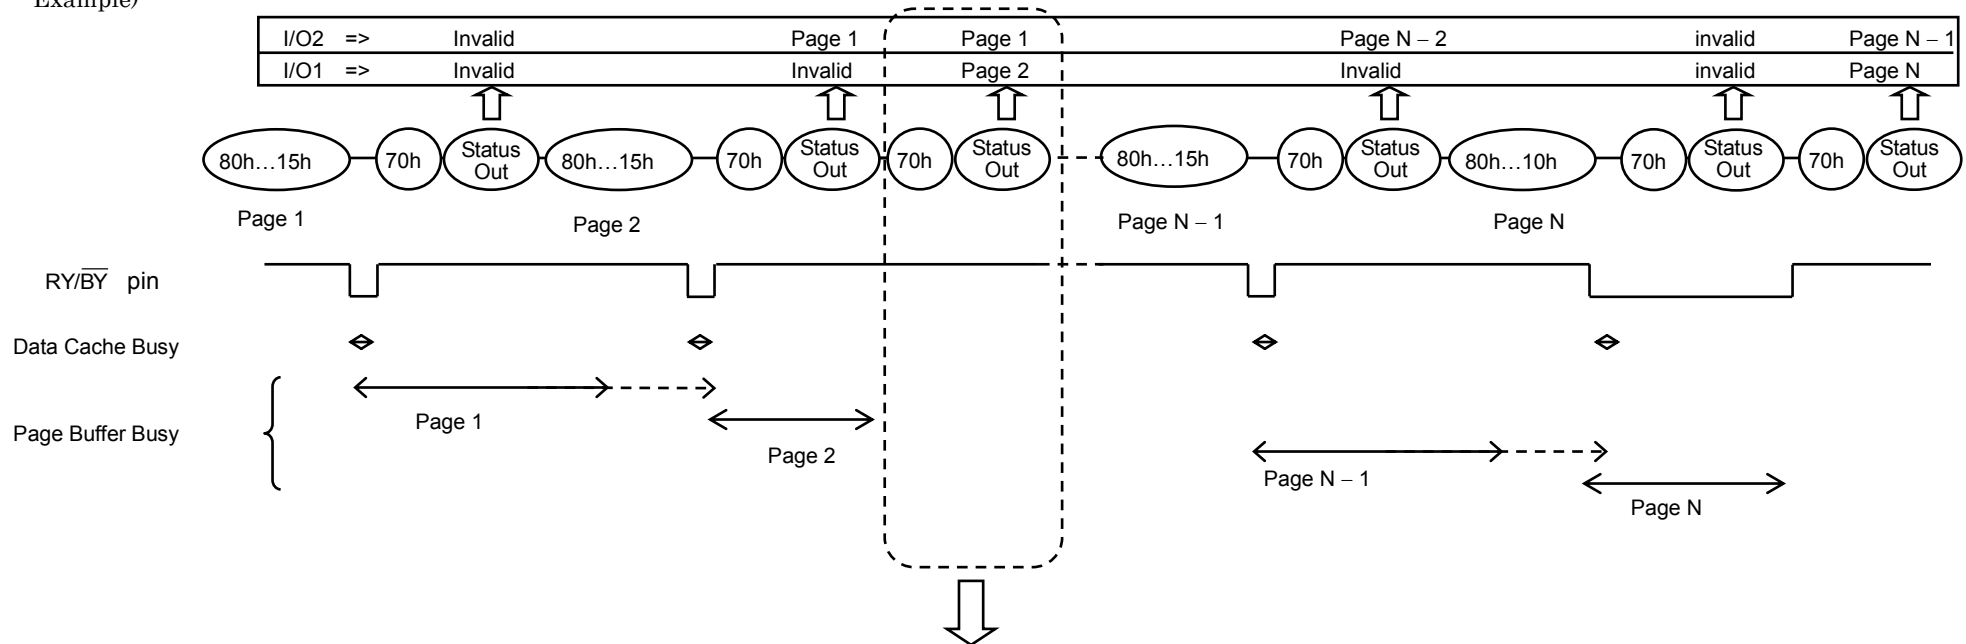 Example)
I/O2 => Invalid Page 1 Page 1 Page N – 2 invalid Page N – 1
I/O1 => Invalid Invalid Page 2 Invalid invalid Page N
80h…15h 70h Status Out 80h…15h 70h Status Out 70h Status Out 80h…15h 70h Status Out 80h…10h 70h Status Out 70h Status Out
Page 1 Page 2 Page N – 1 Page N
RY/BY pin
Data Cache Busy
Page 1
Page Buffer Busy
Page 2
Page N – 1
Page N